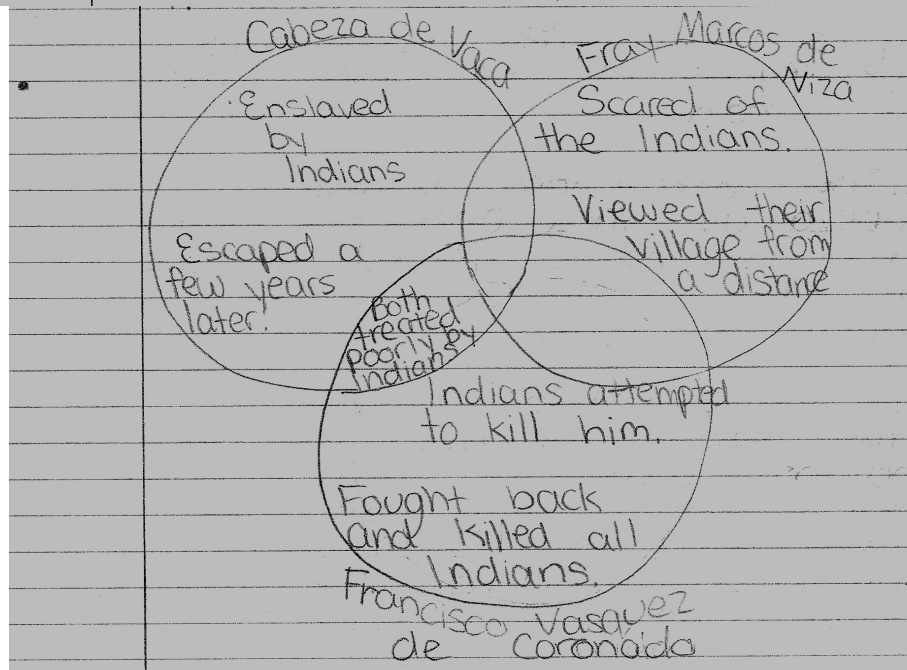 Cabeza de Vaca
Fray Marcos de Niza
Enslaved
by
Indians
Escaped a
few years
later!
Scared of
the Indians.
Viewed their
village from
a distance
Both
treated
poorly by
Indians
Indians attempted
to kill him.
Fought back
and killed all
Indians.
Francisco Vasquez
de Coronado